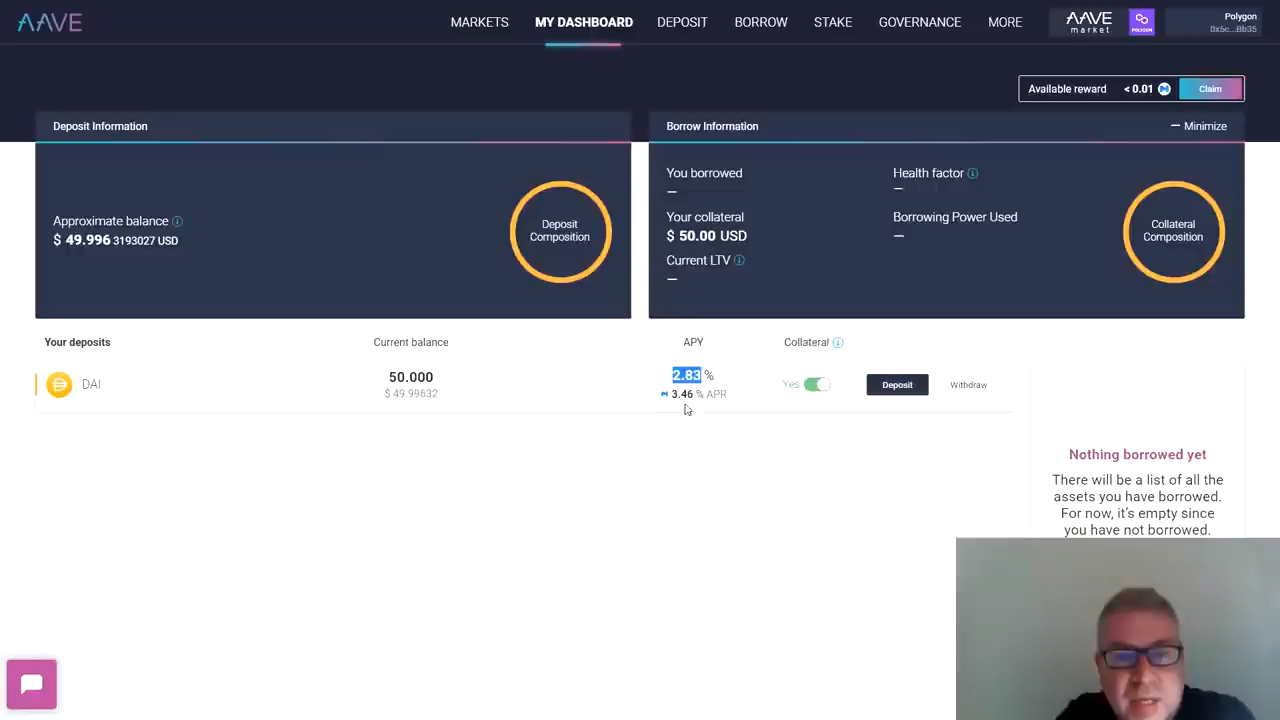 AAVE
MARKETS
MY DASHBOARD
DEPOSIT
BORROW
STAKE
GOVERNANCE
MORE
AAVE
market
POLYGON
Polygon
0x5c...Bb35
Available reward
< 0.01
Claim
Deposit Information
Approximate balance
$ 49.996 3193027 USD
Deposit
Composition
Borrow Information
— Minimize
You borrowed
—
Your collateral
$ 50.00 USD
Current LTV
—
Health factor
—
Borrowing Power Used
—
Collateral
Composition
Your deposits
Current balance
APY
Collateral
DAI
50.000
$ 49.99632
2.83 %
3.46 % APR
Yes
Deposit
Withdraw
Nothing borrowed yet
There will be a list of all the
assets you have borrowed.
For now, it's empty since
you have not borrowed.